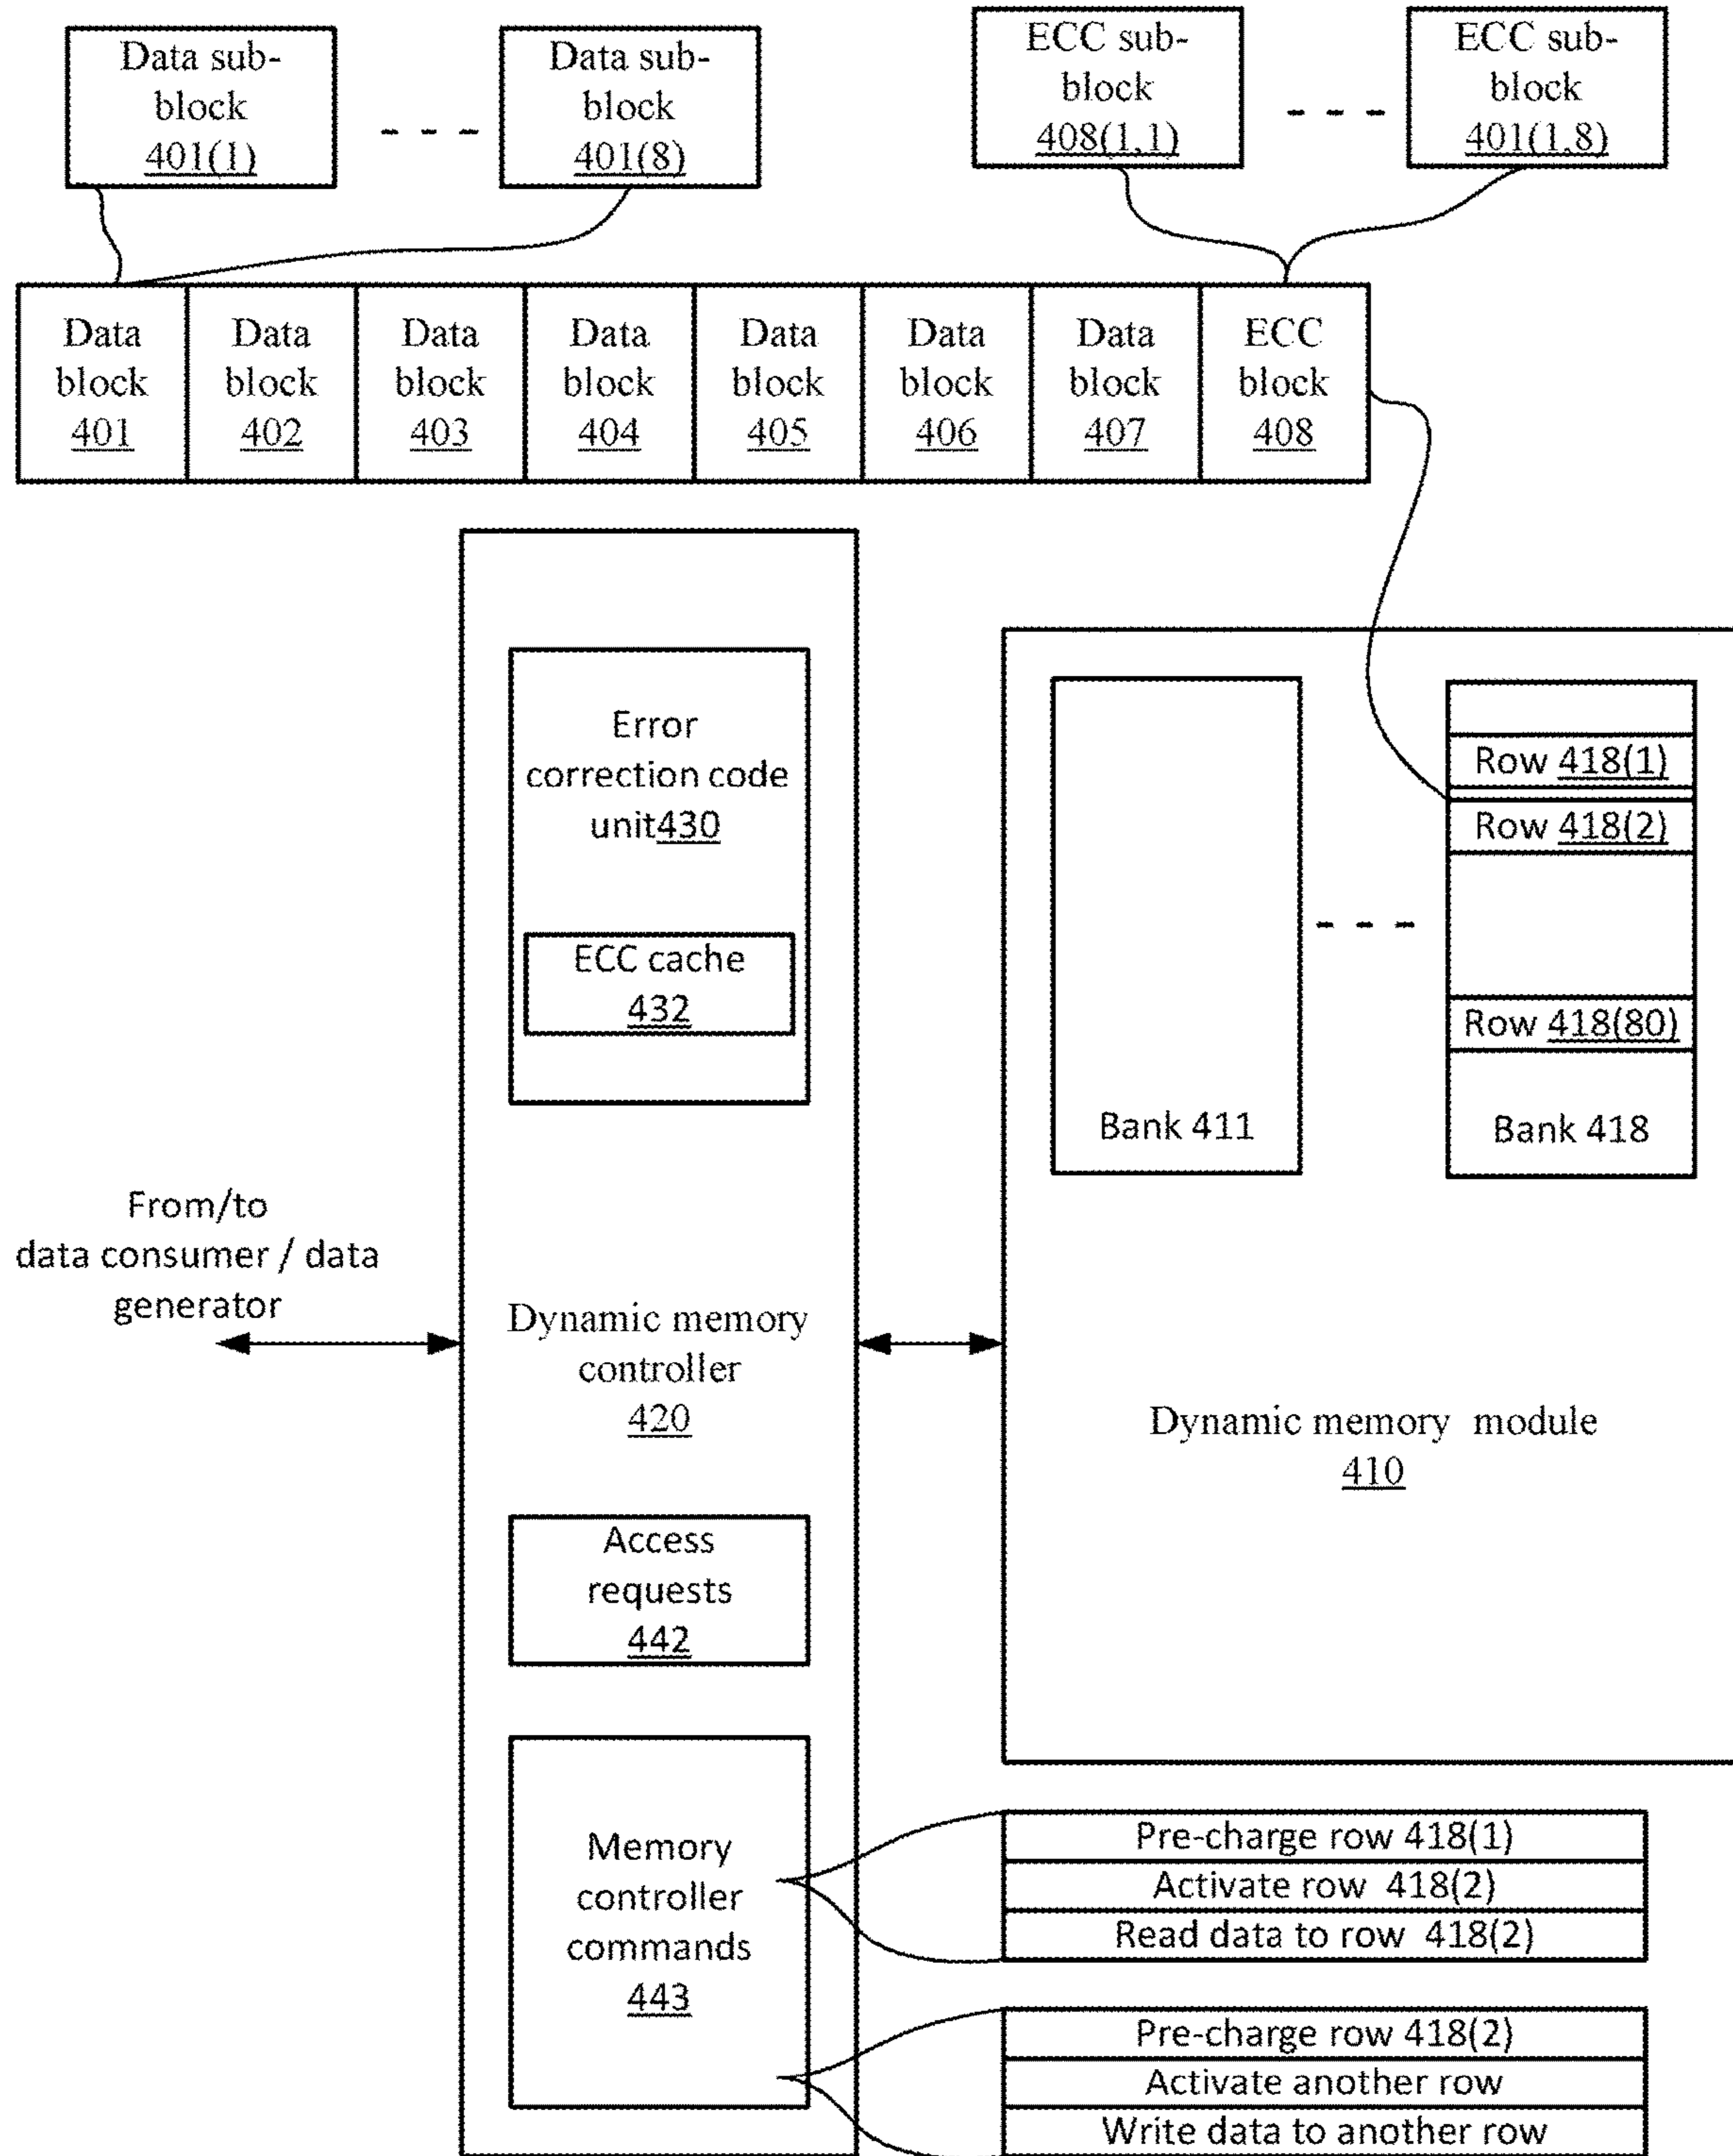 Data sub-
block
401(1)
Data sub-
block
401(8)
ECC sub-
block
408(1,1)
ECC sub-
block
401(1,8)
Data
block
401
Data
block
402
Data
block
403
Data
block
404
Data
block
405
Data
block
406
Data
block
407
ECC
block
408
Error
correction code
unit430
ECC cache
432
Row 418(1)
Row 418(2)
Row 418(80)
Bank 411
Bank 418
From/to
data consumer / data
generator
Dynamic memory
controller
420
Dynamic memory module
410
Access
requests
442
Memory
controller
commands
443
Pre-charge row 418(1)
Activate row 418(2)
Read data to row 418(2)
Pre-charge row 418(2)
Activate another row
Write data to another row